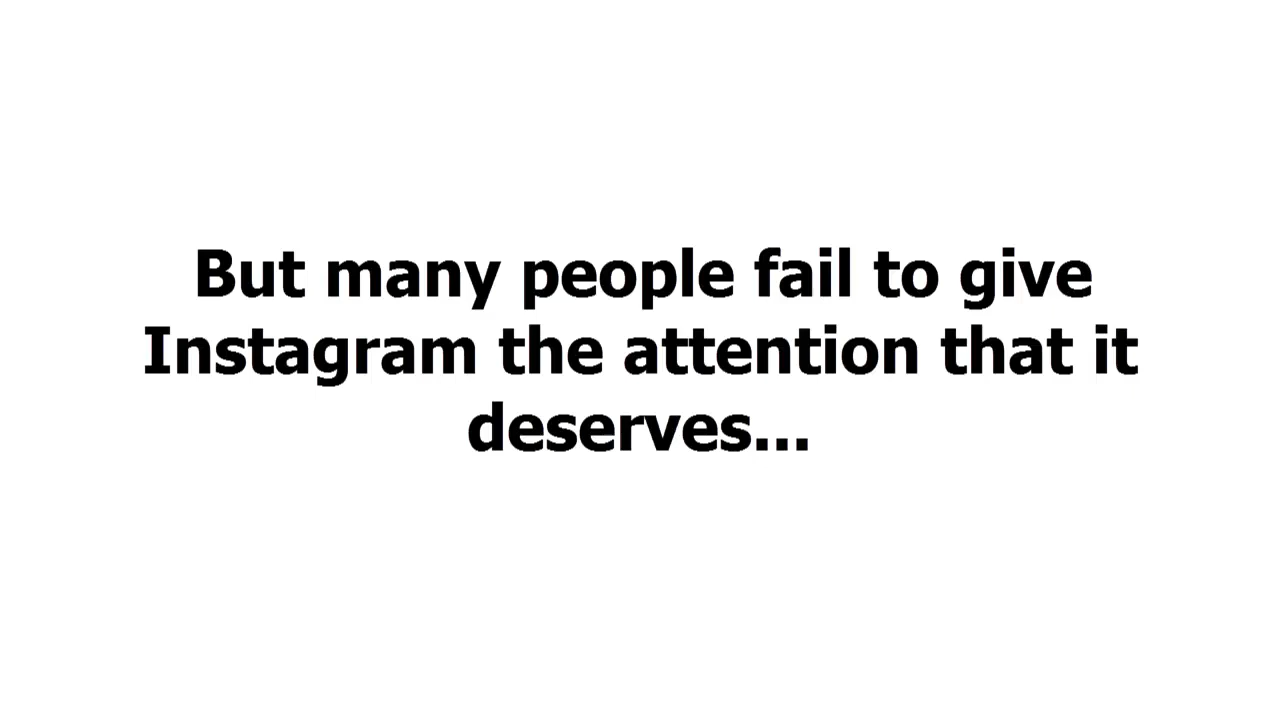 But many people fail to give
Instagram the attention that it
deserves...